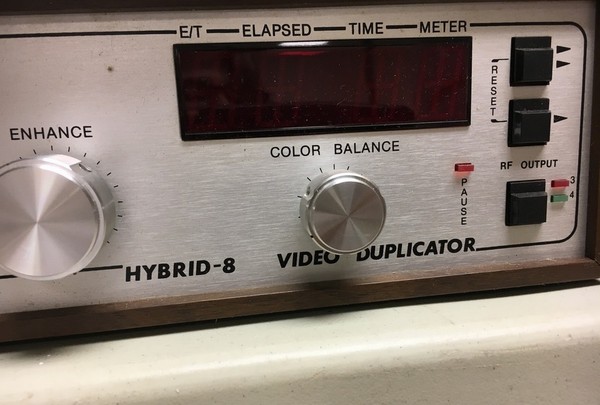 E/T ELAPSED TIME METER
RESET
ENHANCE
COLOR BALANCE
RF OUTPUT
PAUSE
3
4
HYBRID-8 VIDEO DUPLICATOR